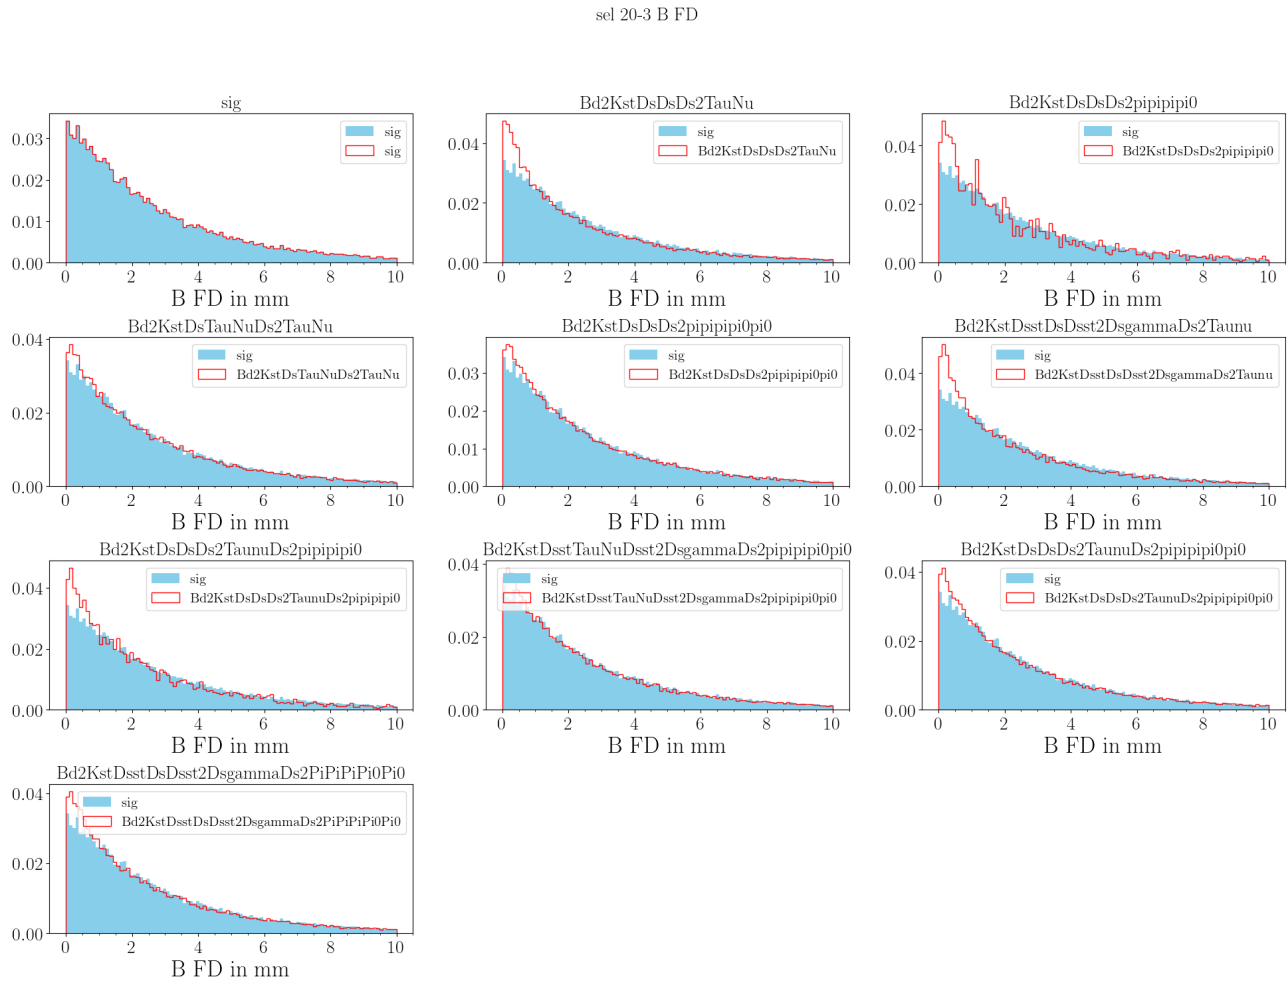 sel 20-3 B FD
sig
sig
sig
0.03
0.02
0.01
0.00
0 2 4 6 8 10
B FD in mm
Bd2KstDsDsDs2TauNu
sig
Bd2KstDsDsDs2TauNu
0.04
0.02
0.00
0 2 4 6 8 10
B FD in mm
Bd2KstDsDsDs2pipipipi0
sig
Bd2KstDsDsDs2pipipipi0
0.04
0.02
0.00
0 2 4 6 8 10
B FD in mm
Bd2KstDsTauNuDs2TauNu
sig
Bd2KstDsTauNuDs2TauNu
0.04
0.02
0.00
0 2 4 6 8 10
B FD in mm
Bd2KstDsDsDs2pipipipi0pi0
sig
Bd2KstDsDsDs2pipipipi0pi0
0.03
0.02
0.01
0.00
0 2 4 6 8 10
B FD in mm
Bd2KstDsstDsDsst2DsgammaDs2Taunu
sig
Bd2KstDsstDsDsst2DsgammaDs2Taunu
0.04
0.02
0.00
0 2 4 6 8 10
B FD in mm
Bd2KstDsDsDs2TaunuDs2pipipipi0
sig
Bd2KstDsDsDs2TaunuDs2pipipipi0
0.04
0.02
0.00
0 2 4 6 8 10
B FD in mm
Bd2KstDsstTauNuDsst2DsgammaDs2pipipipi0pi0
sig
Bd2KstDsstTauNuDsst2DsgammaDs2pipipipi0pi0
0.04
0.02
0.00
0 2 4 6 8 10
B FD in mm
Bd2KstDsDsDs2TaunuDs2pipipipi0pi0
sig
Bd2KstDsDsDs2TaunuDs2pipipipi0pi0
0.04
0.02
0.00
0 2 4 6 8 10
B FD in mm
Bd2KstDsstDsDsst2DsgammaDs2PiPiPiPi0Pi0
sig
Bd2KstDsstDsDsst2DsgammaDs2PiPiPiPi0Pi0
0.04
0.02
0.00
0 2 4 6 8 10
B FD in mm